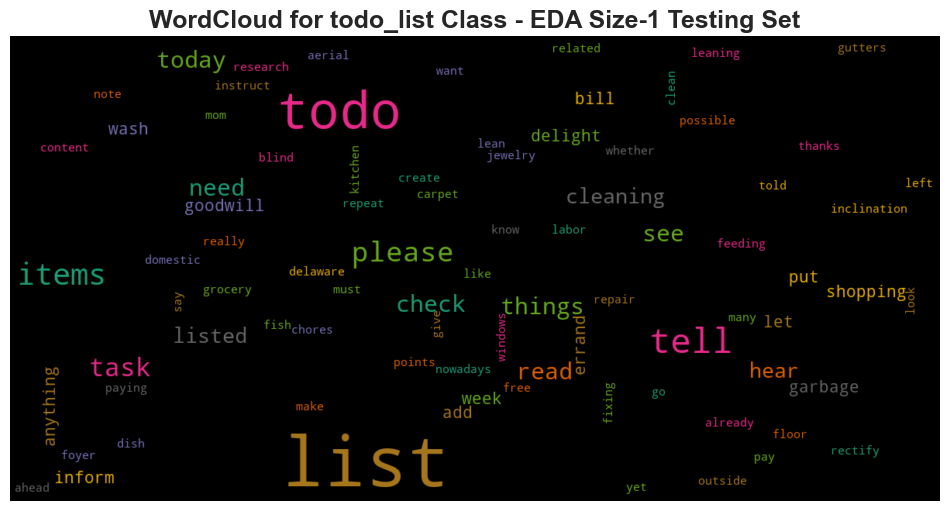 WordCloud for todo_list Class - EDA Size-1 Testing Set
related
gutters
aerial
leaning
today
research
want
instruct
clean
note
bill
todo
mom
possible
wash
delight
lean
content
whether
thanks
blind
jewelry
kitchen
create
told
left
need
carpet
cleaning
goodwill
repeat
inclination
know
labor
see
really
feeding
please
domestic
delaware
like
items
put
grocery
must
shopping
say
check
things
repair
look
many
let
fish
chores
give
listed
windows
errand
tell
points
task
nowadays
read
hear
paying
free
garbage
anything
week
fixing
go
make
add
already
floor
dish
foyer
rectify
list
pay
inform
outside
ahead
yet